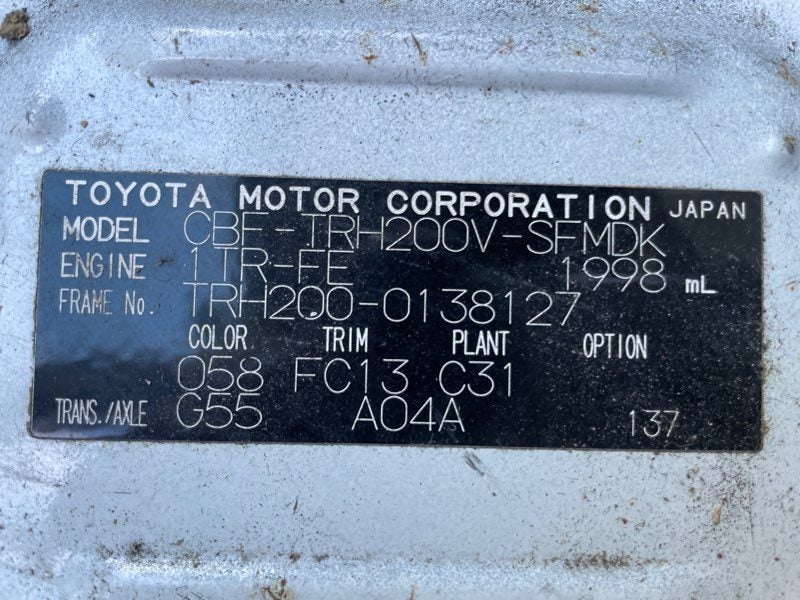 TOYOTA MOTOR CORPORATION JAPAN
MODEL CBF-TRH200V-SFMDK
ENGINE 1TR-FE 1998 mL
FRAME No. TRH200-0138127
COLOR TRIM PLANT OPTION
058 FC13 C31
TRANS./AXLE G55 A04A 137